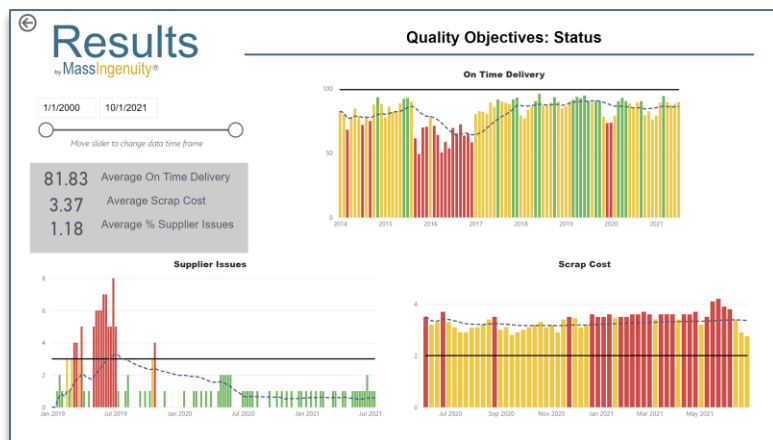 Results
by MassIngenuity®
Quality Objectives: Status
1/1/2000 10/1/2021
Move slider to change data time frame
81.83 Average On Time Delivery
3.37 Average Scrap Cost
1.18 Average % Supplier Issues
On Time Delivery
100
50
0
2014 2015 2016 2017 2018 2019 2020 2021
Supplier Issues
8
6
4
2
0
Jan 2019 Jul 2019 Jan 2020 Jul 2020 Jan 2021 Jul 2021
Scrap Cost
4
2
0
Jul 2020 Sep 2020 Nov 2020 Jan 2021 Mar 2021 May 2021